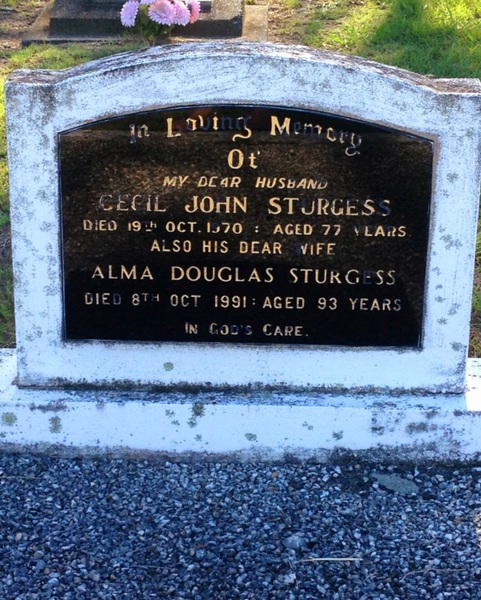 In Loving Memory
Of
MY DEAR HUSBAND
CECIL JOHN STURGESS
DIED 19TH OCT. 1970 : AGED 77 YEARS.
ALSO HIS DEAR WIFE
ALMA DOUGLAS STURGESS
DIED 8TH OCT 1991 : AGED 93 YEARS
IN GOD'S CARE.